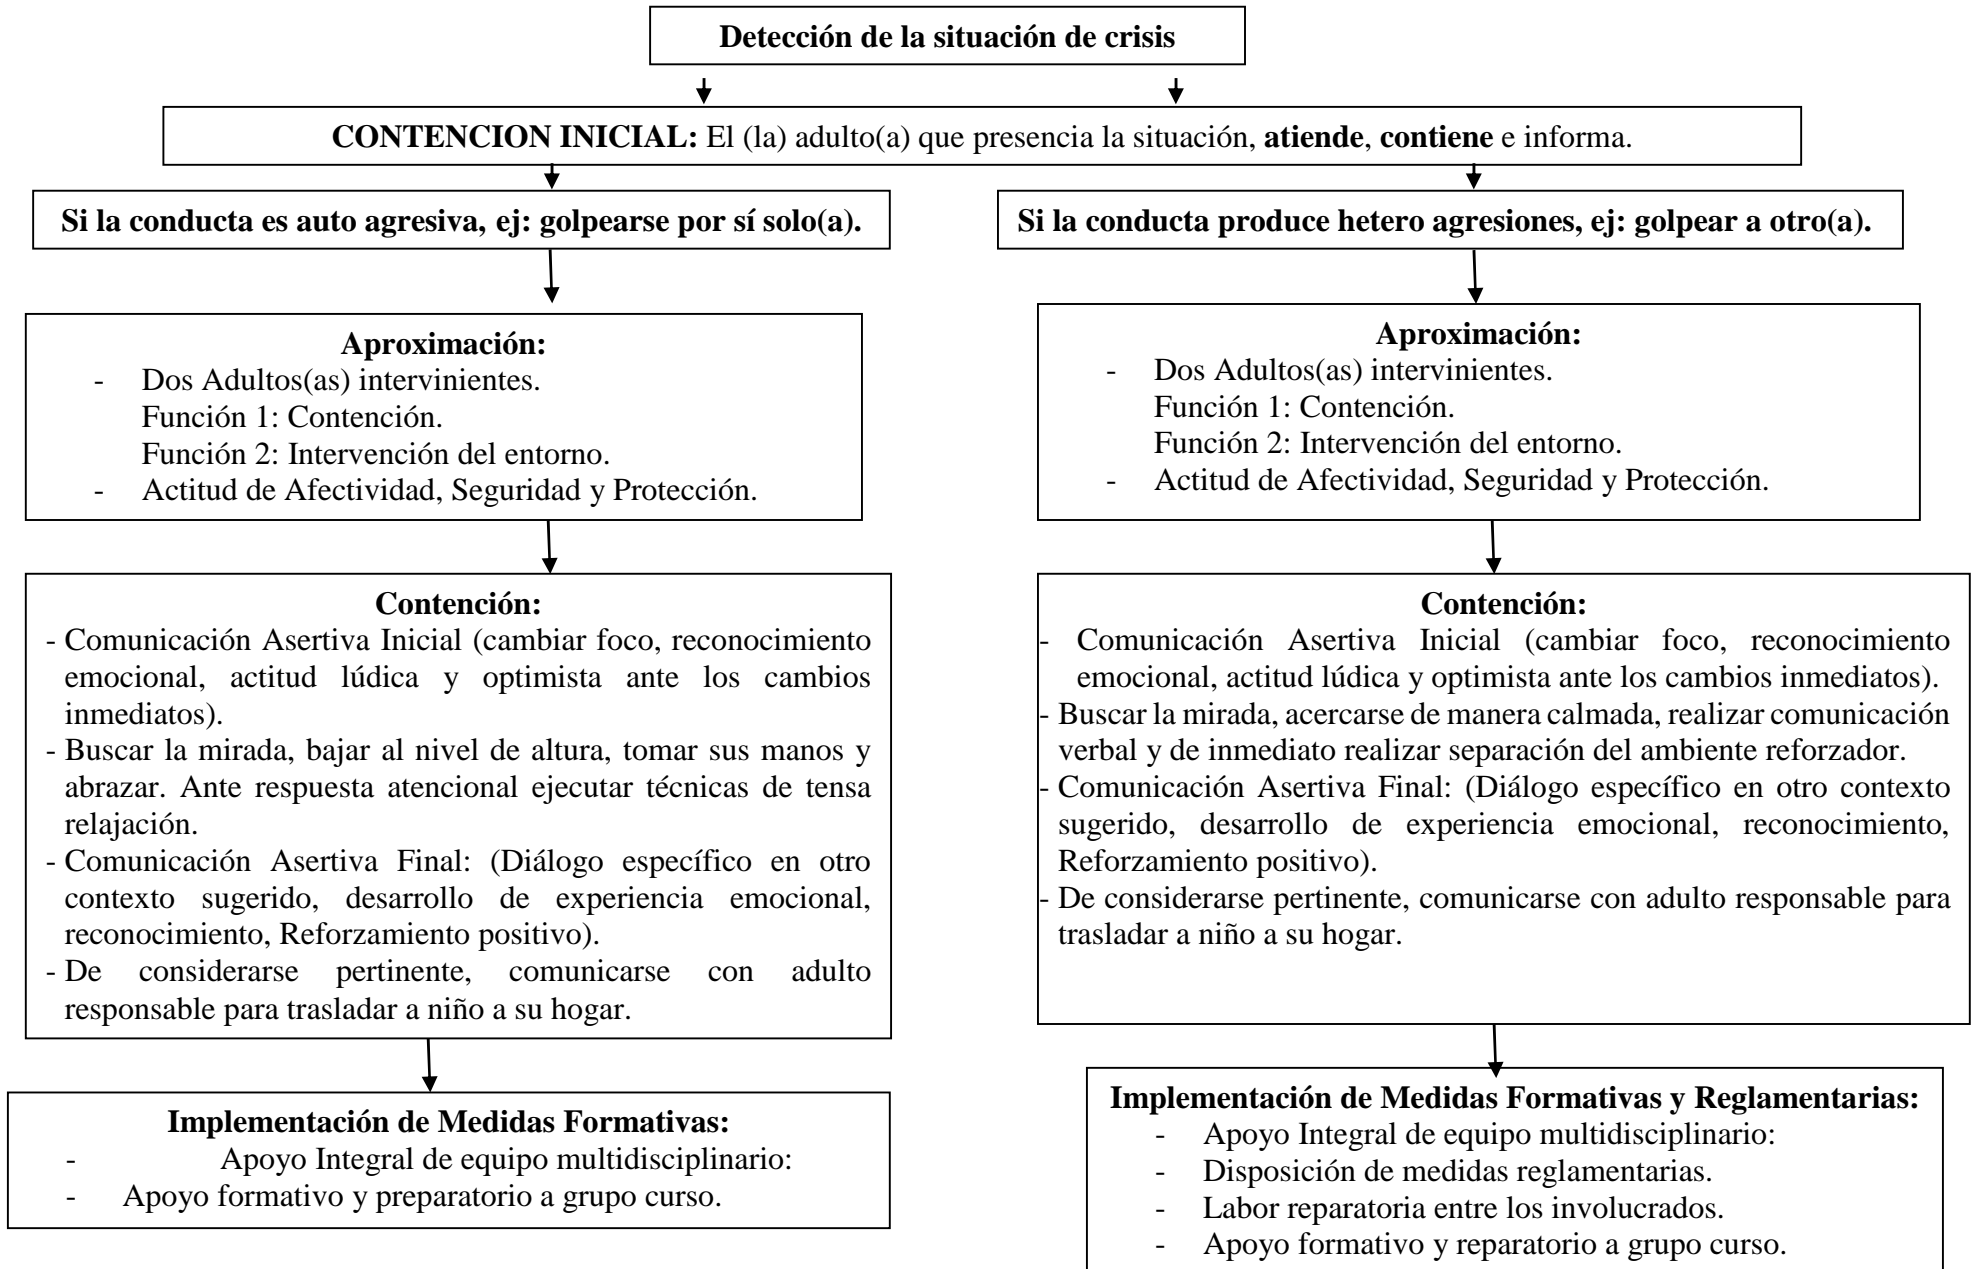 Detección de la situación de crisis
CONTENCION INICIAL: El (la) adulto(a) que presencia la situación, atiende, contiene e informa.
Si la conducta es auto agresiva, ej: golpearse por sí solo(a).
Aproximación:
- Dos Adultos(as) intervinientes.
Función 1: Contención.
Función 2: Intervención del entorno.
- Actitud de Afectividad, Seguridad y Protección.
Contención:
- Comunicación Asertiva Inicial (cambiar foco, reconocimiento
emocional, actitud lúdica y optimista ante los cambios
inmediatos).
- Buscar la mirada, bajar al nivel de altura, tomar sus manos y
abrazar. Ante respuesta atencional ejecutar técnicas de tensa
relajación.
- Comunicación Asertiva Final: (Diálogo específico en otro
contexto sugerido, desarrollo de experiencia emocional,
reconocimiento, Reforzamiento positivo).
- De considerarse pertinente, comunicarse con adulto
responsable para trasladar a niño a su hogar.
Implementación de Medidas Formativas:
- Apoyo Integral de equipo multidisciplinario:
- Apoyo formativo y preparatorio a grupo curso.
Si la conducta produce hetero agresiones, ej: golpear a otro(a).
Aproximación:
- Dos Adultos(as) intervinientes.
Función 1: Contención.
Función 2: Intervención del entorno.
- Actitud de Afectividad, Seguridad y Protección.
Contención:
- Comunicación Asertiva Inicial (cambiar foco, reconocimiento
emocional, actitud lúdica y optimista ante los cambios inmediatos).
- Buscar la mirada, acercarse de manera calmada, realizar comunicación
verbal y de inmediato realizar separación del ambiente reforzador.
- Comunicación Asertiva Final: (Diálogo específico en otro contexto
sugerido, desarrollo de experiencia emocional, reconocimiento,
Reforzamiento positivo).
- De considerarse pertinente, comunicarse con adulto responsable para
trasladar a niño a su hogar.
Implementación de Medidas Formativas y Reglamentarias:
- Apoyo Integral de equipo multidisciplinario:
- Disposición de medidas reglamentarias.
- Labor reparatoria entre los involucrados.
- Apoyo formativo y reparatorio a grupo curso.